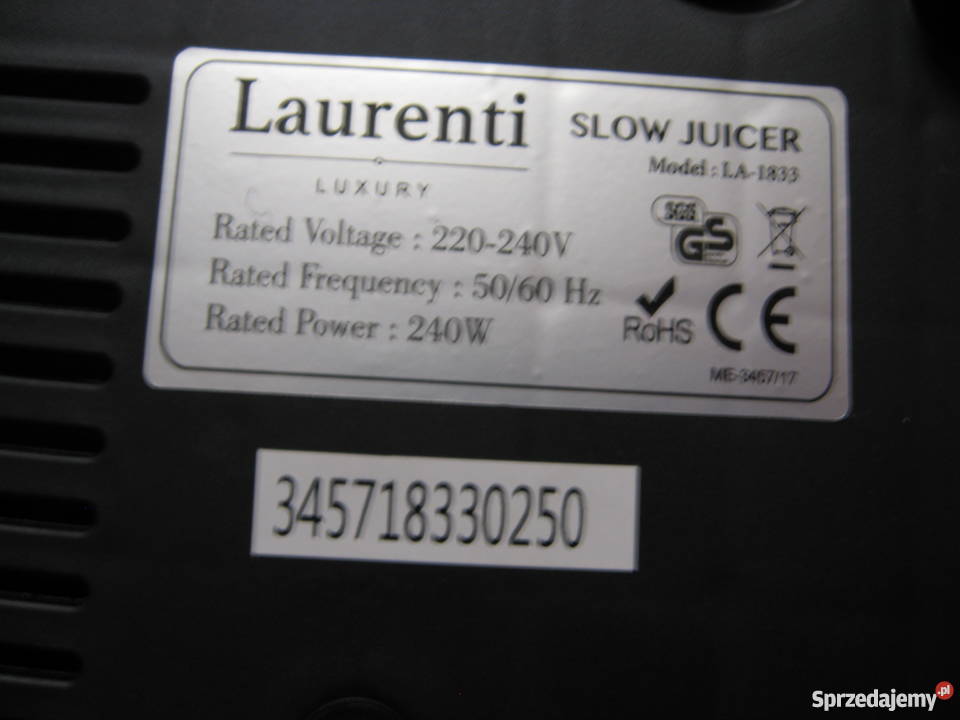 Laurenti
LUXURY
SLOW JUICER
Model : LA-1833
Rated Voltage : 220-240V
Rated Frequency : 50/60 Hz
Rated Power : 240W
SGS
GS
RoHS
CE
ME-3457/17
345718330250
Sprzedajemy.pl